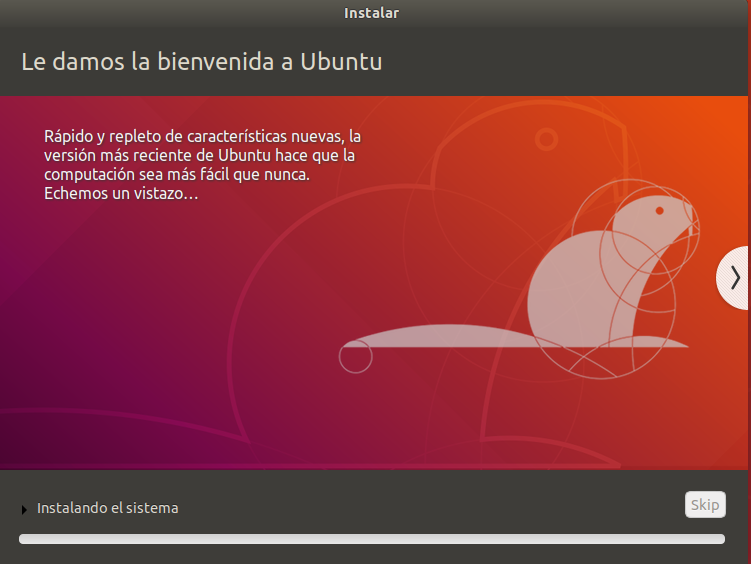 Instalar
Le damos la bienvenida a Ubuntu
Rápido y repleto de características nuevas, la
versión más reciente de Ubuntu hace que la
computación sea más fácil que nunca.
Echemos un vistazo…
Instalando el sistema
Skip